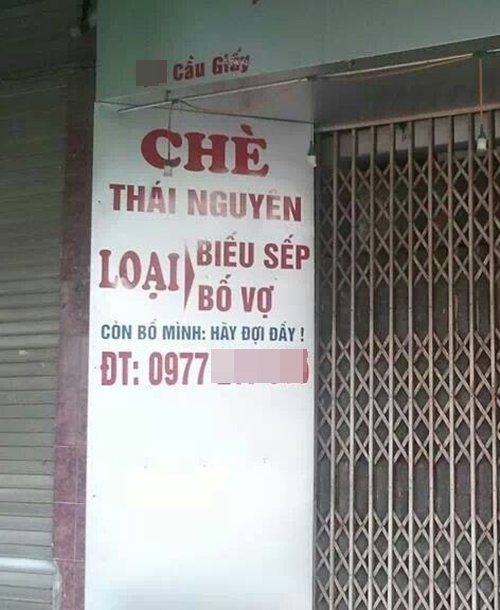 Cầu Giấy
CHÈ
THÁI NGUYÊN
LOẠI
BIẾU SẾP
BỐ VỢ
CÒN BỐ MÌNH: HÃY ĐỢI ĐẤY !
ĐT: 0977